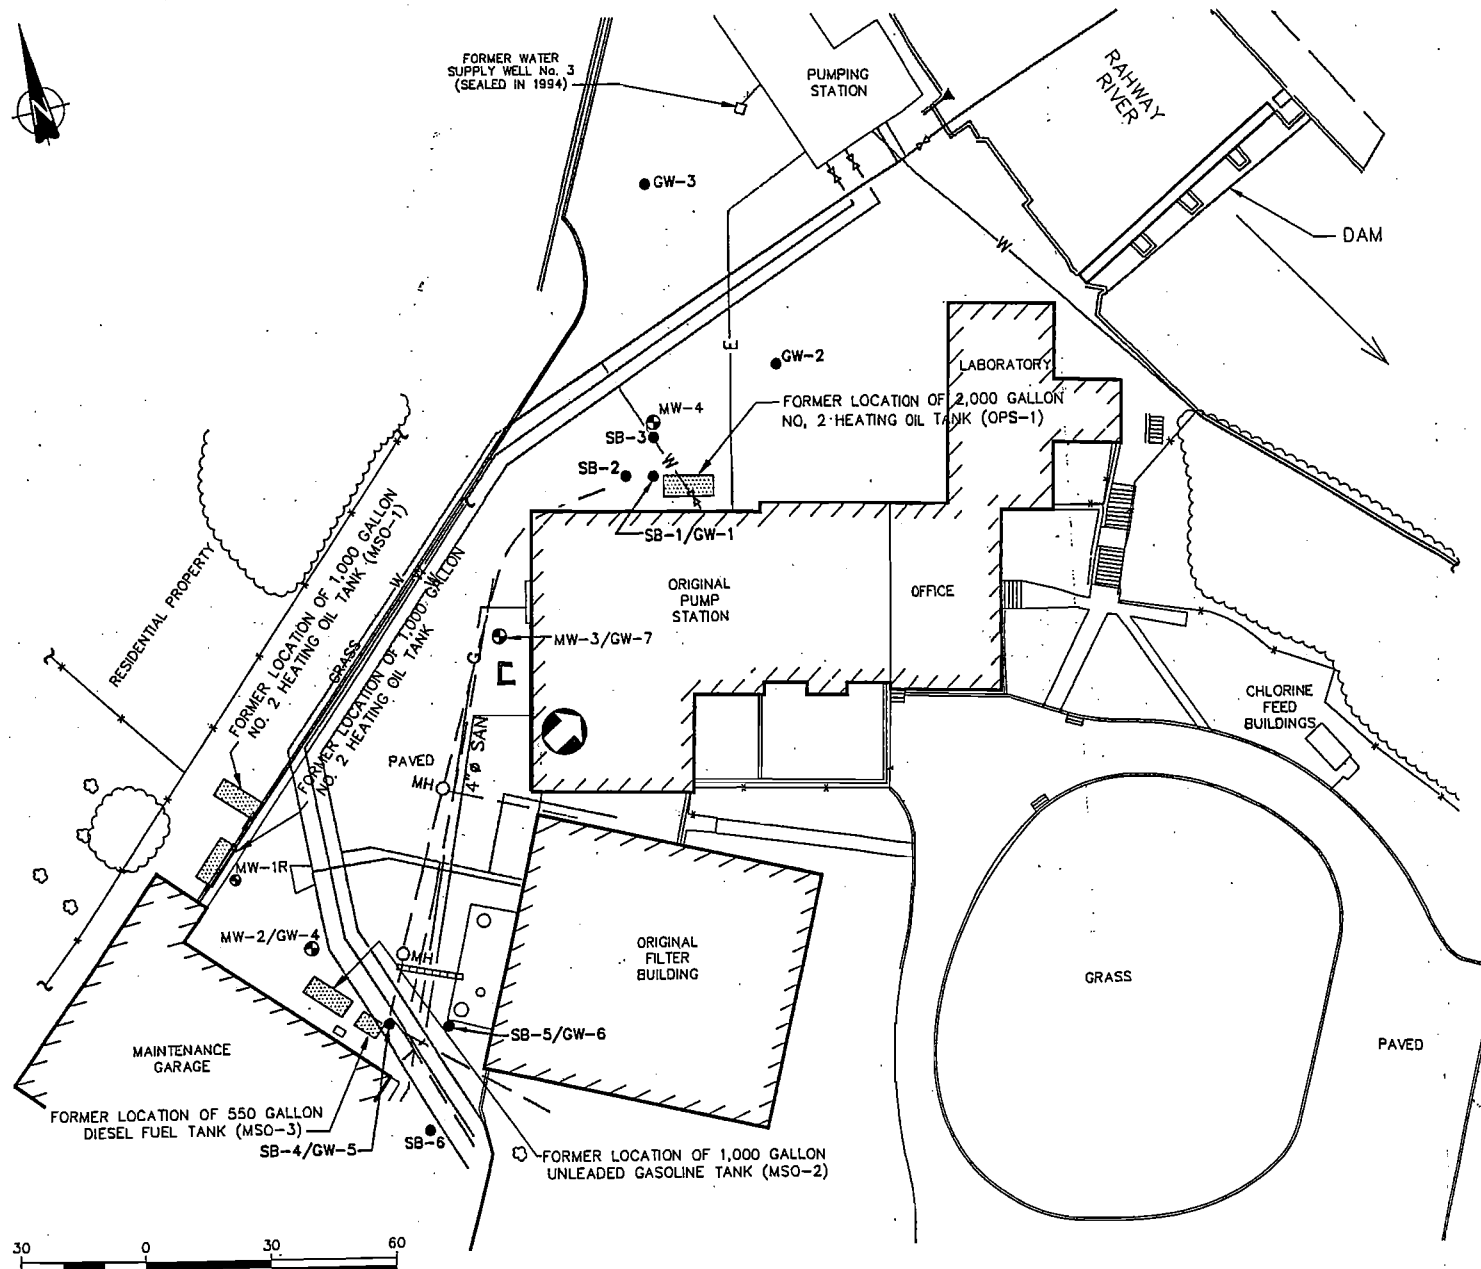 FORMER WATER
SUPPLY WELL No. 3
(SEALED IN 1994)
PUMPING
STATION
RAHWAY
RIVER
N
GW-3
DAM
W
E
GW-2
LABORATORY
FORMER LOCATION OF 2,000 GALLON
NO. 2 HEATING OIL TANK (OPS-1)
MW-4
SB-3
W
SB-2
SB-1/GW-1
RESIDENTIAL PROPERTY
FORMER LOCATION OF 1,000 GALLON
NO. 2 HEATING OIL TANK (MSO-1)
GRASS
W
W
W
FORMER LOCATION OF 1,000 GALLON
NO. 2 HEATING OIL TANK
ORIGINAL
PUMP
STATION
OFFICE
MW-3/GW-7
G
4"ø SAN
PAVED
MH
CHLORINE
FEED
BUILDINGS
MW-1R
MW-2/GW-4
MH
ORIGINAL
FILTER
BUILDING
GRASS
SB-5/GW-6
PAVED
MAINTENANCE
GARAGE
FORMER LOCATION OF 550 GALLON
DIESEL FUEL TANK (MSO-3)
SB-4/GW-5
SB-6
FORMER LOCATION OF 1,000 GALLON
UNLEADED GASOLINE TANK (MSO-2)
30 0 30 60